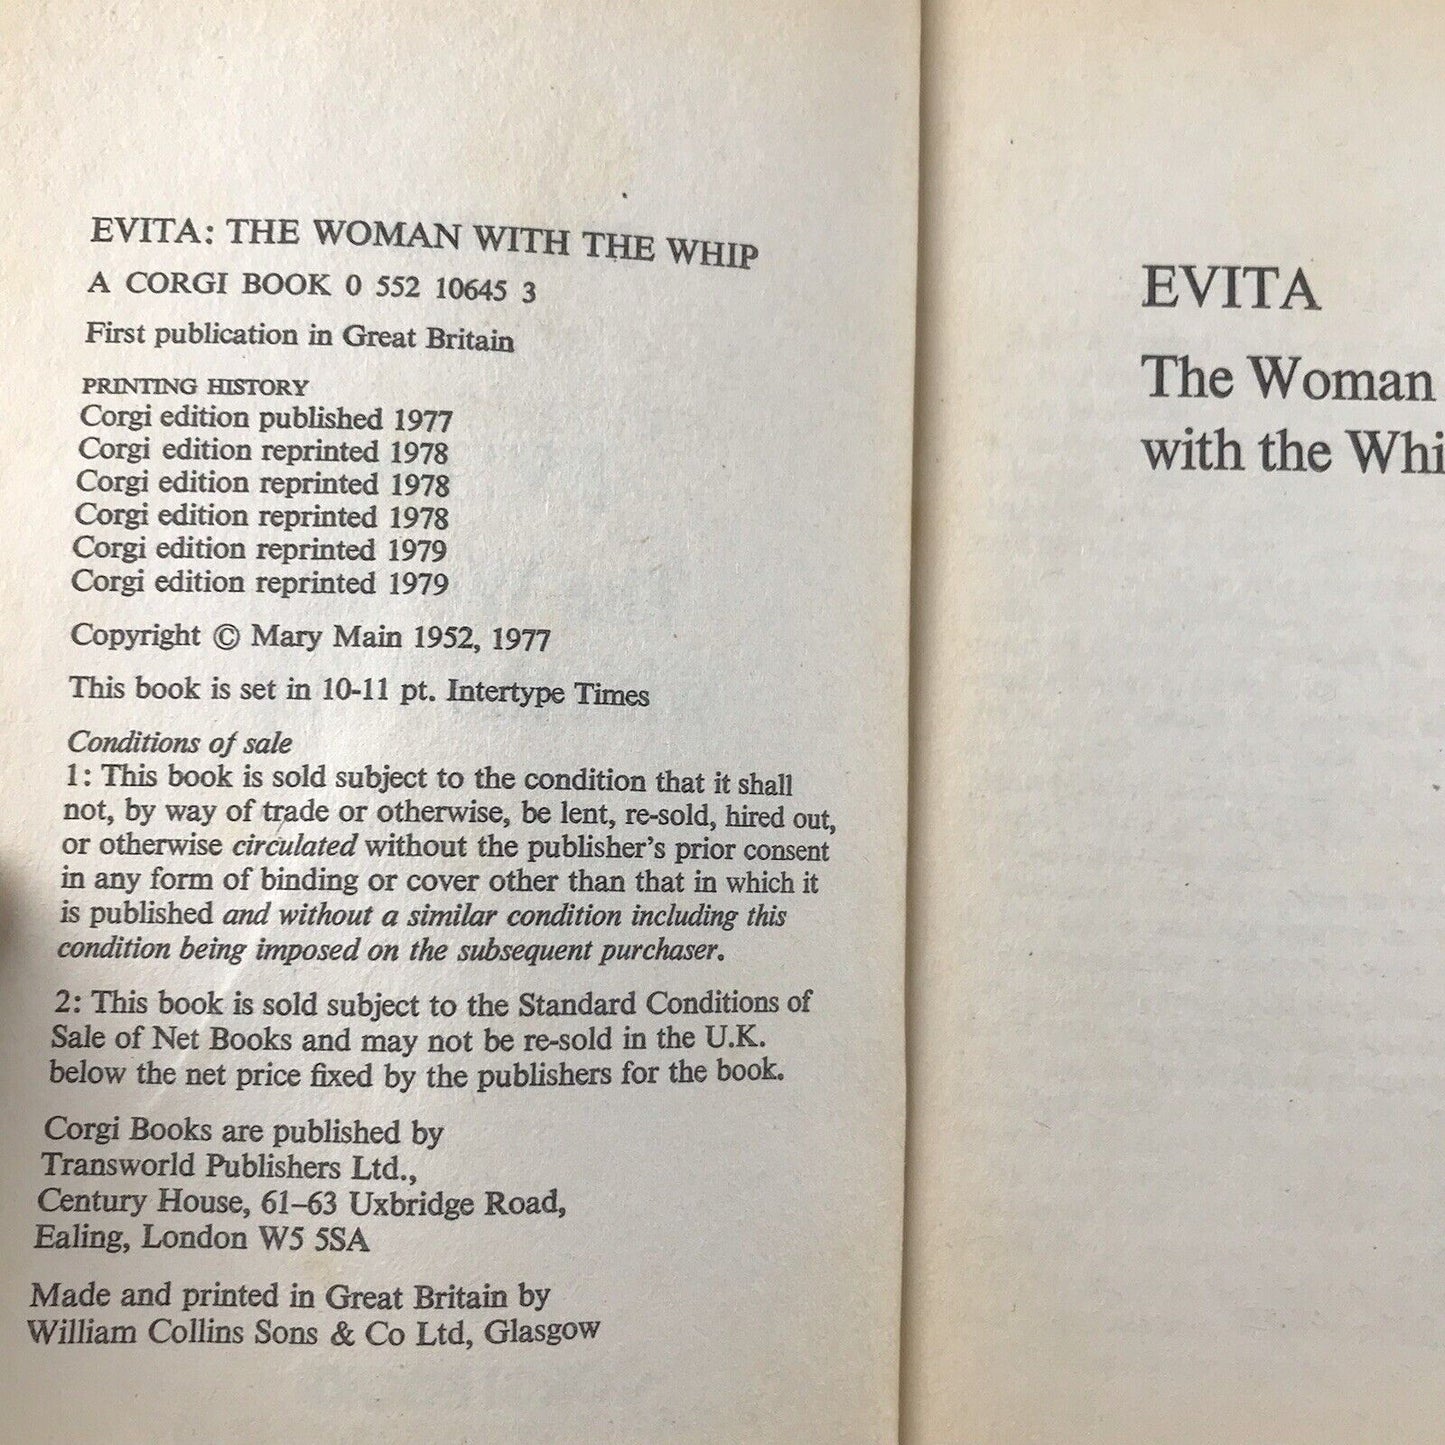 EVITA: THE WOMAN WITH THE WHIP
A CORGI BOOK 0 552 10645 3
First publication in Great Britain
PRINTING HISTORY
Corgi edition published 1977
Corgi edition reprinted 1978
Corgi edition reprinted 1978
Corgi edition reprinted 1978
Corgi edition reprinted 1979
Corgi edition reprinted 1979
Copyright © Mary Main 1952, 1977
This book is set in 10-11 pt. Intertype Times
Conditions of sale
1: This book is sold subject to the condition that it shall
not, by way of trade or otherwise, be lent, re-sold, hired out,
or otherwise circulated without the publisher's prior consent
in any form of binding or cover other than that in which it
is published and without a similar condition including this
condition being imposed on the subsequent purchaser.
2: This book is sold subject to the Standard Conditions of
Sale of Net Books and may not be re-sold in the U.K.
below the net price fixed by the publishers for the book.
Corgi Books are published by
Transworld Publishers Ltd.,
Century House, 61–63 Uxbridge Road,
Ealing, London W5 5SA
Made and printed in Great Britain by
William Collins Sons & Co Ltd, Glasgow
EVITA
The Woman
with the Whi